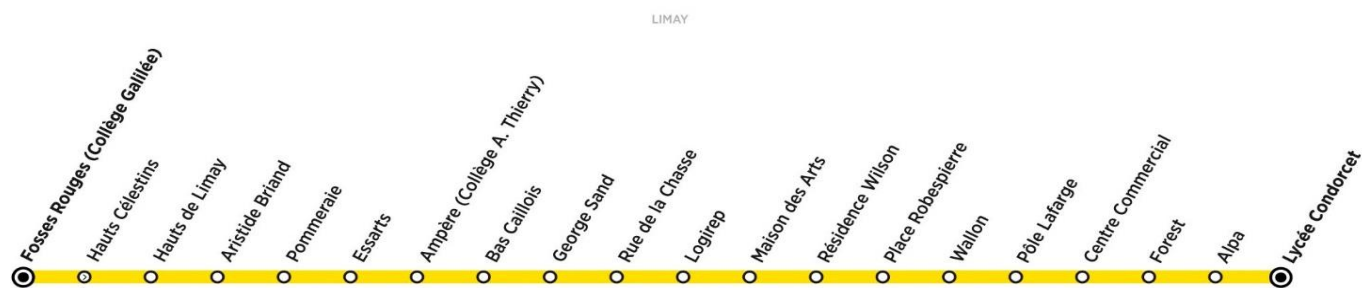 LIMAY
Fosses Rouges (Collège Galilée)
Hauts Célestins
Hauts de Limay
Aristide Briand
Pommeraie
Essarts
Ampère (Collège A. Thierry)
Bas Caillois
George Sand
Rue de la Chasse
Logirep
Maison des Arts
Résidence Wilson
Place Robespierre
Wallon
Pôle Lafarge
Centre Commercial
Forest
Alpa
Lycée Condorcet